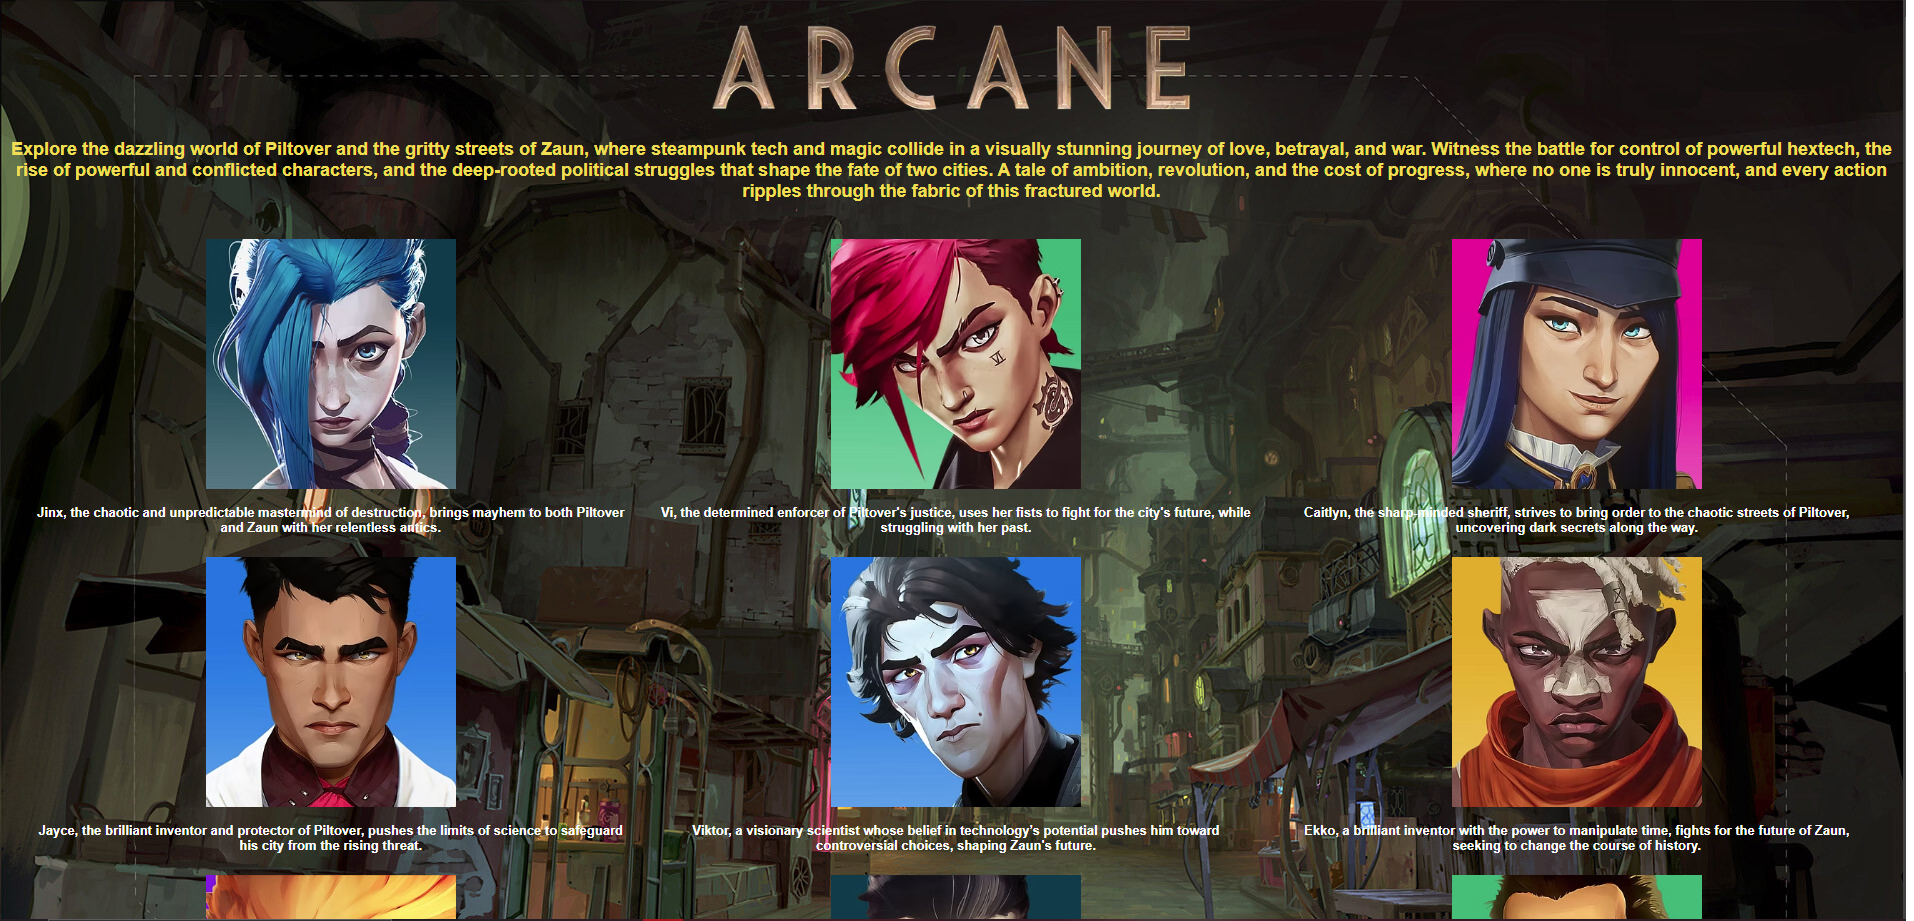 ARCANE
Explore the dazzling world of Piltover and the gritty streets of Zaun, where steampunk tech and magic collide in a visually stunning journey of love, betrayal, and war. Witness the battle for control of powerful hextech, the
rise of powerful and conflicted characters, and the deep-rooted political struggles that shape the fate of two cities. A tale of ambition, revolution, and the cost of progress, where no one is truly innocent, and every action
ripples through the fabric of this fractured world.
VI
Jinx, the chaotic and unpredictable mastermind of destruction, brings mayhem to both Piltover
and Zaun with her relentless antics.
Vi, the determined enforcer of Piltover's justice, uses her fists to fight for the city's future, while
struggling with her past.
Caitlyn, the sharp-minded sheriff, strives to bring order to the chaotic streets of Piltover,
uncovering dark secrets along the way.
Jayce, the brilliant inventor and protector of Piltover, pushes the limits of science to safeguard
his city from the rising threat.
Viktor, a visionary scientist whose belief in technology’s potential pushes him toward
controversial choices, shaping Zaun's future.
Ekko, a brilliant inventor with the power to manipulate time, fights for the future of Zaun,
seeking to change the course of history.